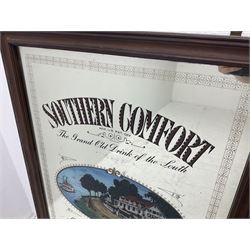 SOUTHERN COMFORT
The Grand Old Drink of the South